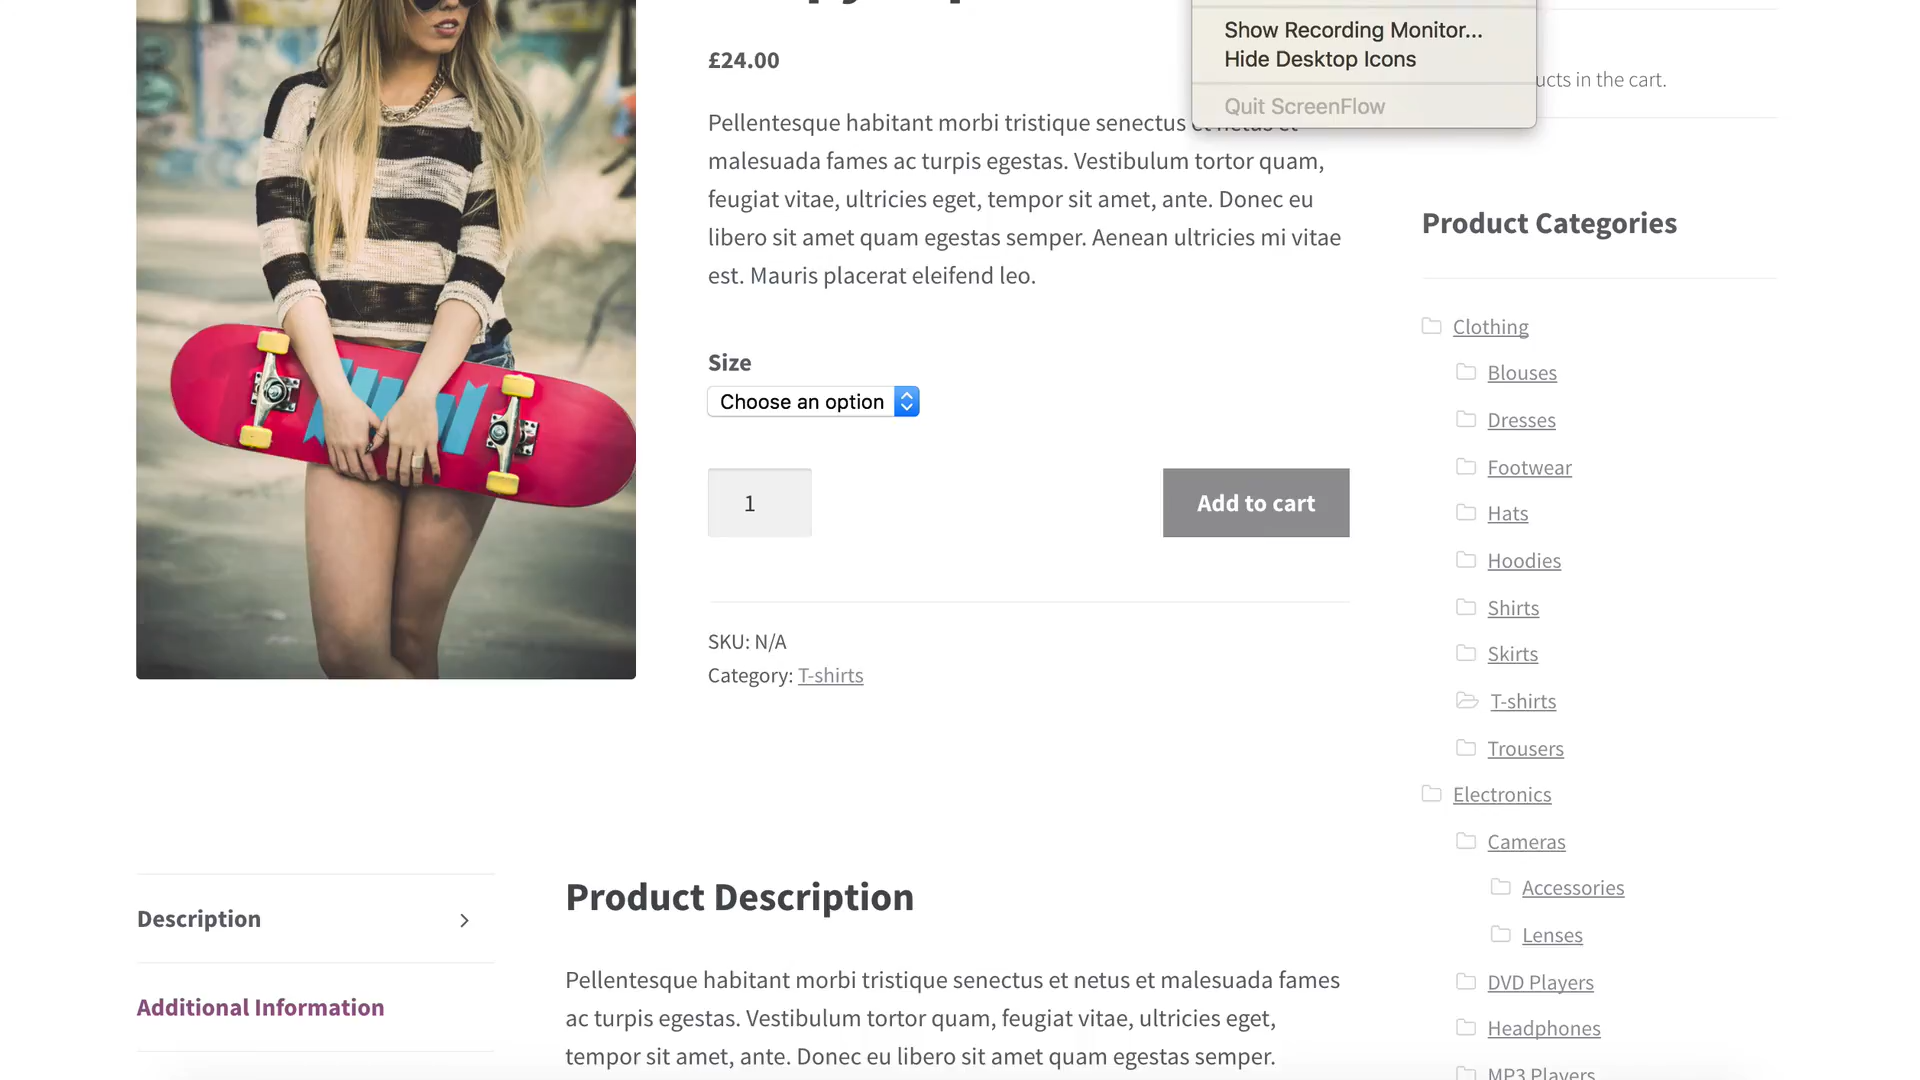 £24.00
Pellentesque habitant morbi tristique senectus et netus et
malesuada fames ac turpis egestas. Vestibulum tortor quam,
feugiat vitae, ultricies eget, tempor sit amet, ante. Donec eu
libero sit amet quam egestas semper. Aenean ultricies mi vitae
est. Mauris placerat eleifend leo.
Size
Choose an option
1
Add to cart
SKU: N/A
Category: T-shirts
Show Recording Monitor...
Hide Desktop Icons
Quit ScreenFlow
in the cart.
Product Categories
Clothing
Blouses
Dresses
Footwear
Hats
Hoodies
Shirts
Skirts
T-shirts
Trousers
Electronics
Cameras
Accessories
Lenses
DVD Players
Headphones
MP3 Players
Description
Additional Information
Product Description
Pellentesque habitant morbi tristique senectus et netus et malesuada fames
ac turpis egestas. Vestibulum tortor quam, feugiat vitae, ultricies eget,
tempor sit amet, ante. Donec eu libero sit amet quam egestas semper.